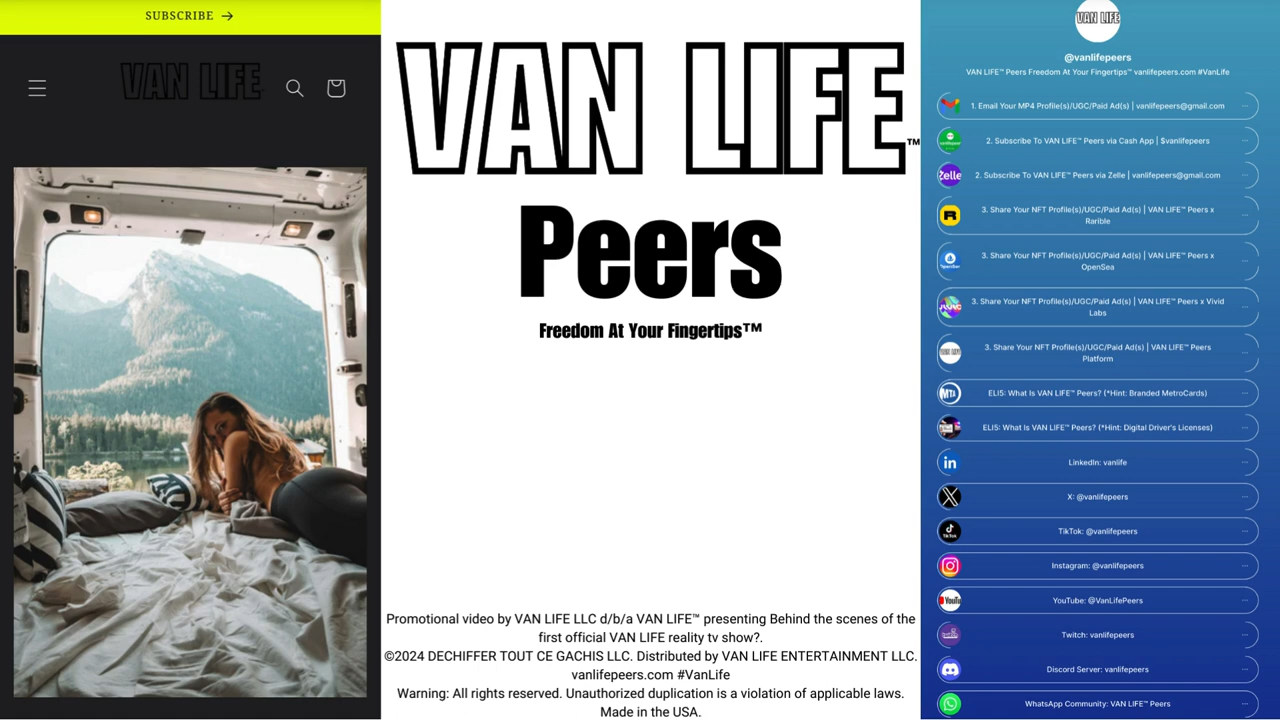 SUBSCRIBE →
VAN LIFE
VAN LIFE™
Peers
Freedom At Your Fingertips™
Promotional video by VAN LIFE LLC d/b/a VAN LIFE™ presenting Behind the scenes of the
first official VAN LIFE reality tv show?.
©2024 DECHIFFER TOUT CE GACHIS LLC. Distributed by VAN LIFE ENTERTAINMENT LLC.
vanlifepeers.com #VanLife
Warning: All rights reserved. Unauthorized duplication is a violation of applicable laws.
Made in the USA.
VAN LIFE
@vanlifepeers
VAN LIFE™ Peers Freedom At Your Fingertips™ vanlifepeers.com #VanLife
1. Email Your MP4 Profile(s)/UGC/Paid Ad(s) | vanlifepeers@gmail.com
2. Subscribe To VAN LIFE™ Peers via Cash App | $vanlifepeers
Zelle
2. Subscribe To VAN LIFE™ Peers via Zelle | vanlifepeers@gmail.com
R
3. Share Your NFT Profile(s)/UGC/Paid Ad(s) | VAN LIFE™ Peers x
Rarible
OpenSea
3. Share Your NFT Profile(s)/UGC/Paid Ad(s) | VAN LIFE™ Peers x
OpenSea
3. Share Your NFT Profile(s)/UGC/Paid Ad(s) | VAN LIFE™ Peers x Vivid
Labs
VAN LIFE
3. Share Your NFT Profile(s)/UGC/Paid Ad(s) | VAN LIFE™ Peers
Platform
MTA
ELI5: What Is VAN LIFE™ Peers? (*Hint: Branded MetroCards)
ELI5: What Is VAN LIFE™ Peers? (*Hint: Digital Driver's Licenses)
in
LinkedIn: vanlife
X: @vanlifepeers
TikTok
TikTok: @vanlifepeers
Instagram: @vanlifepeers
YouTu
YouTube: @VanLifePeers
Twitch: vanlifepeers
Discord Server: vanlifepeers
WhatsApp Community: VAN LIFE™ Peers